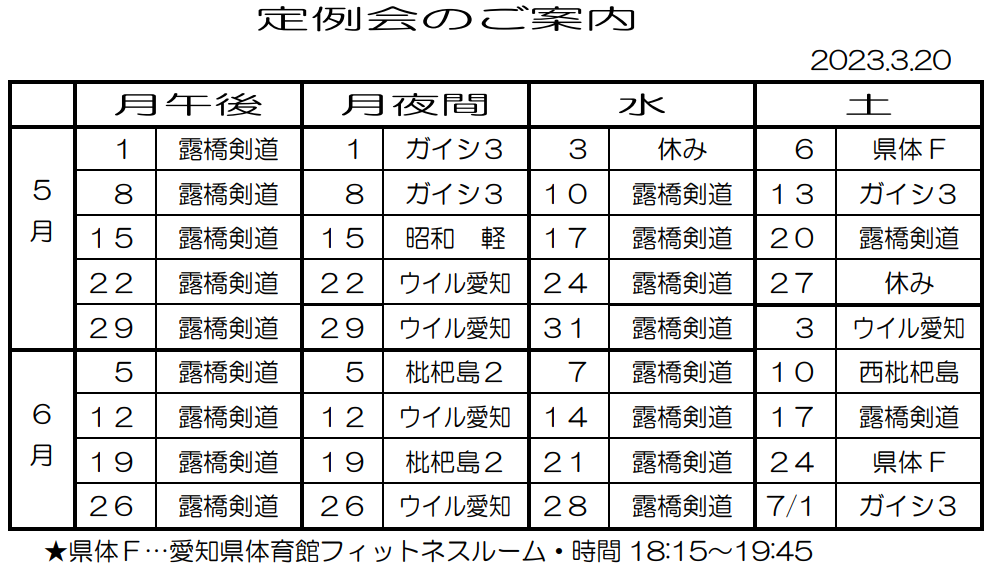 定例会のご案内
2023.3.20
月午後 月夜間 水 土
5月
1 露橋剣道 1 ガイシ3 3 休み 6 県体F
8 露橋剣道 8 ガイシ3 10 露橋剣道 13 ガイシ3
15 露橋剣道 15 昭和　軽 17 露橋剣道 20 露橋剣道
22 露橋剣道 22 ウイル愛知 24 露橋剣道 27 休み
29 露橋剣道 29 ウイル愛知 31 露橋剣道 3 ウイル愛知
6月
5 露橋剣道 5 枇杷島2 7 露橋剣道 10 西枇杷島
12 露橋剣道 12 ウイル愛知 14 露橋剣道 17 露橋剣道
19 露橋剣道 19 枇杷島2 21 露橋剣道 24 県体F
26 露橋剣道 26 ウイル愛知 28 露橋剣道 7/1 ガイシ3
★県体F…愛知県体育館フィットネスルーム・時間 18:15～19:45